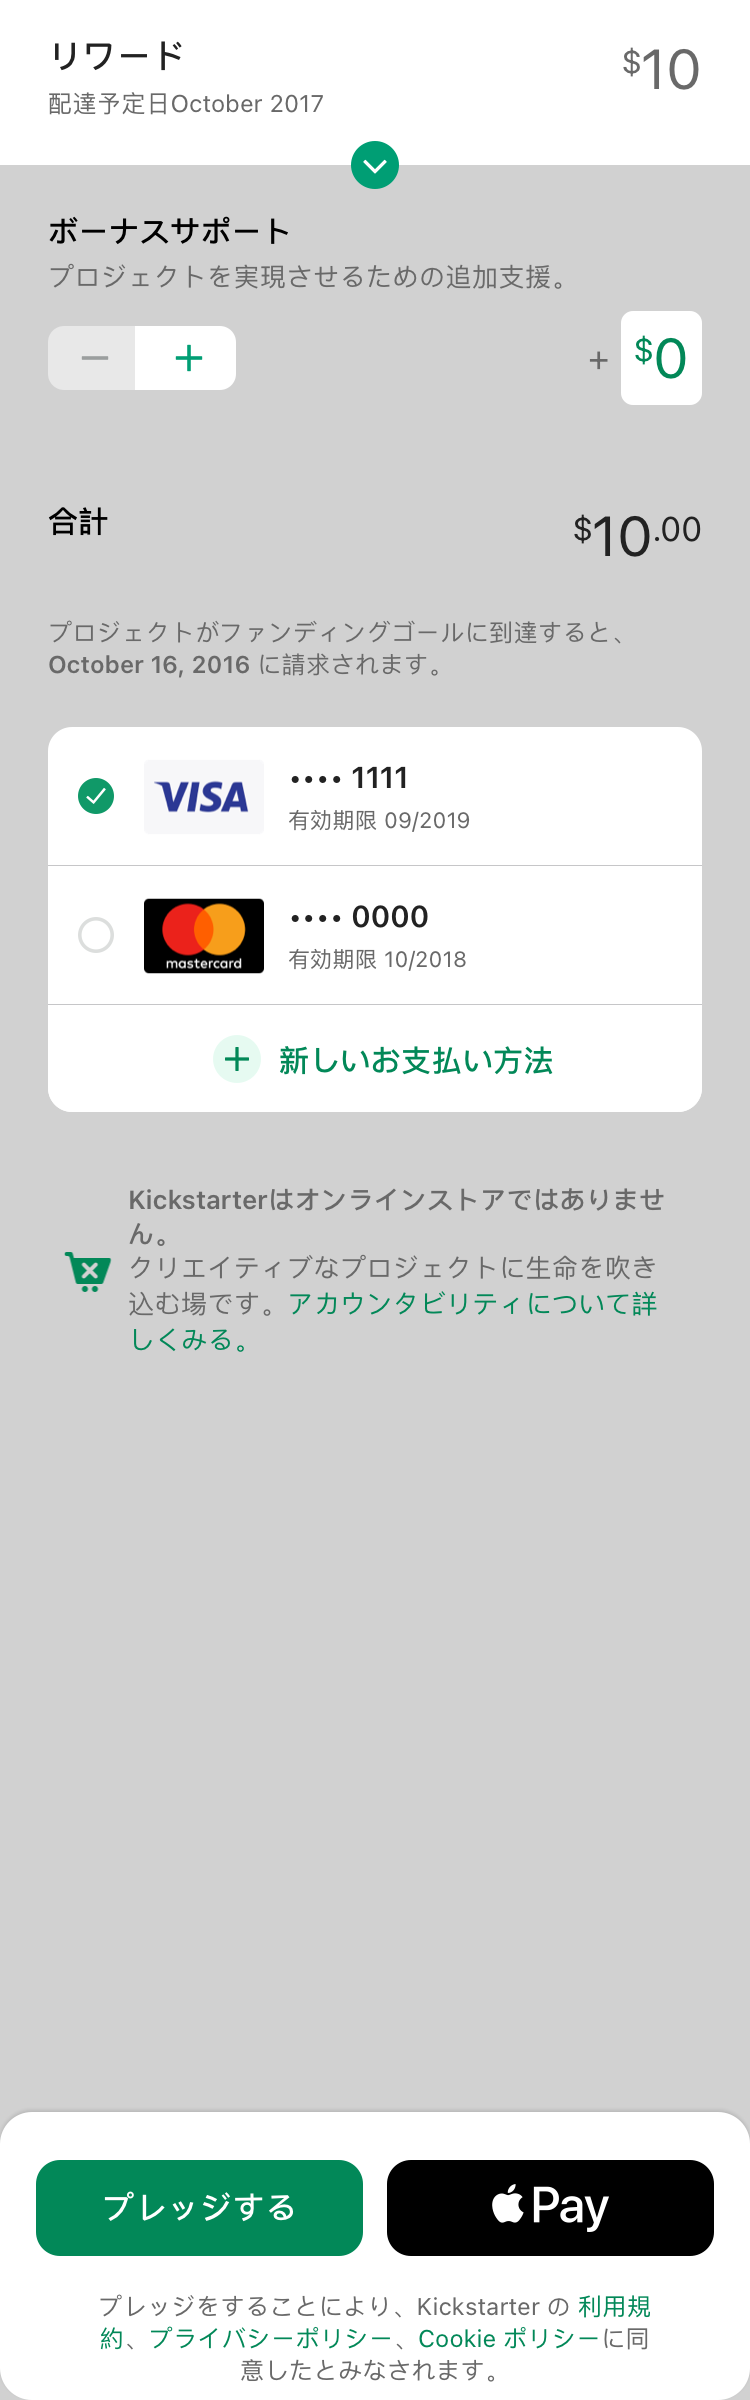 リワード
$10
配達予定日October 2017
ボーナスサポート
プロジェクトを実現させるための追加支援。
+ $0
合計
$10.00
プロジェクトがファンディングゴールに到達すると、
October 16, 2016 に請求されます。
VISA
•••• 1111
有効期限 09/2019
mastercard
•••• 0000
有効期限 10/2018
新しいお支払い方法
Kickstarterはオンラインストアではありませ
ん。
クリエイティブなプロジェクトに生命を吹き
込む場です。アカウンタビリティについて詳
しくみる。
プレッジする
Pay
プレッジをすることにより、Kickstarter の 利用規
約、プライバシーポリシー、Cookie ポリシーに同
意したとみなされます。